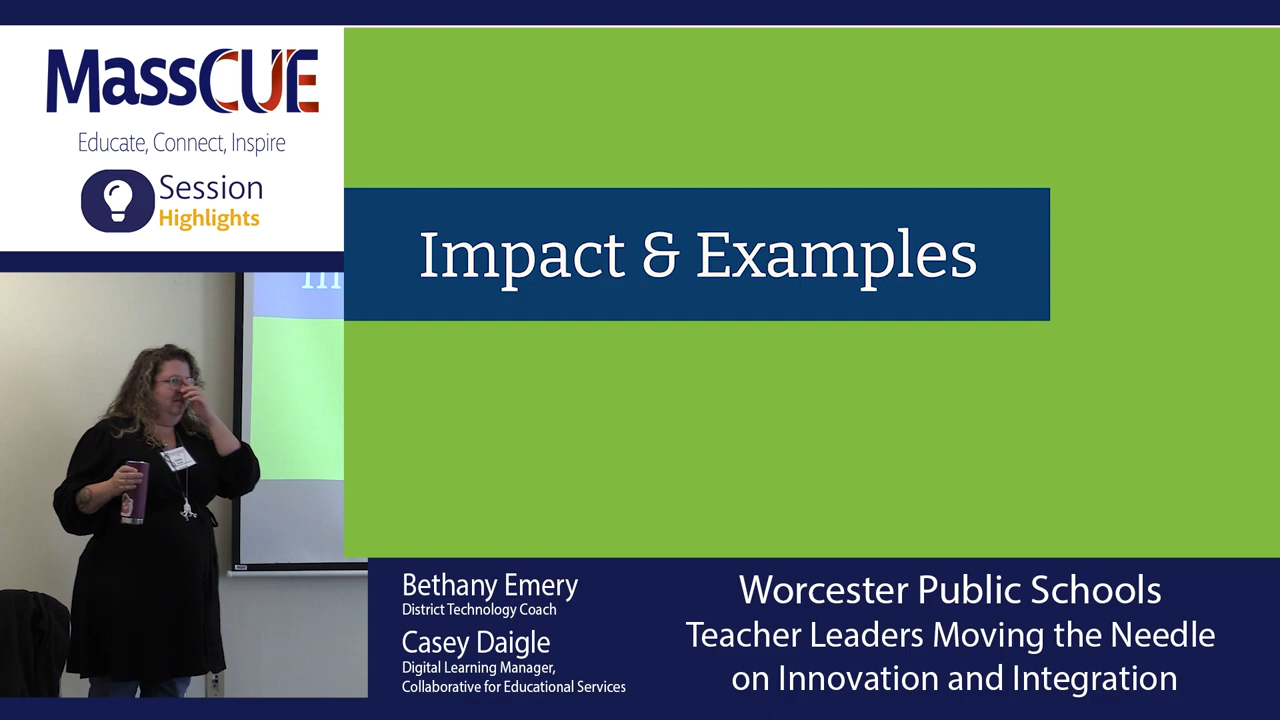 MassCUE
Educate, Connect, Inspire
Session
Highlights
Impact & Examples
Bethany Emery
District Technology Coach
Casey Daigle
Digital Learning Manager,
Collaborative for Educational Services
Worcester Public Schools
Teacher Leaders Moving the Needle
on Innovation and Integration